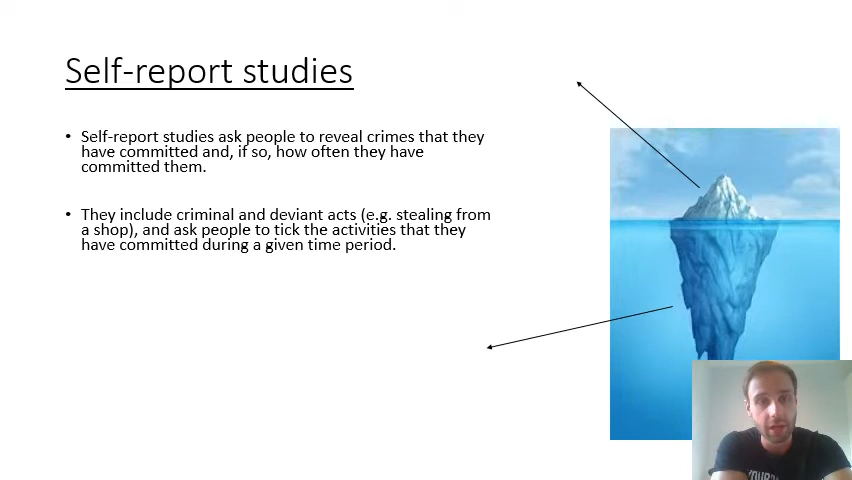 Self-report studies
• Self-report studies ask people to reveal crimes that they
have committed and, if so, how often they have
committed them.
• They include criminal and deviant acts (e.g. stealing from
a shop), and ask people to tick the activities that they
have committed during a given time period.